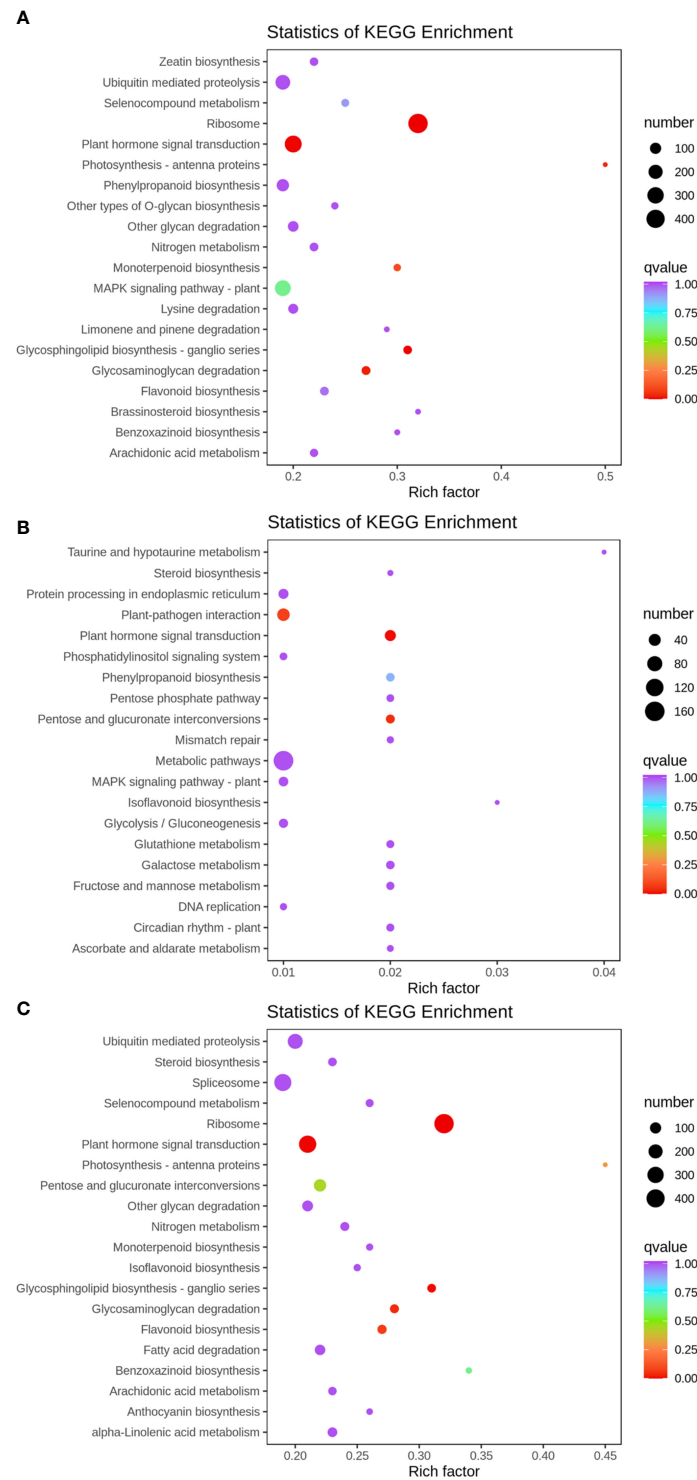 A
Statistics of KEGG Enrichment
Zeatin biosynthesis
Ubiquitin mediated proteolysis
Selenocompound metabolism
Ribosome
Plant hormone signal transduction
Photosynthesis - antenna proteins
Phenylpropanoid biosynthesis
Other types of O-glycan biosynthesis
Other glycan degradation
Nitrogen metabolism
Monoterpenoid biosynthesis
MAPK signaling pathway - plant
Lysine degradation
Limonene and pinene degradation
Glycosphingolipid biosynthesis - ganglio series
Glycosaminoglycan degradation
Flavonoid biosynthesis
Brassinosteroid biosynthesis
Benzoxazinoid biosynthesis
Arachidonic acid metabolism
0.2 0.3 0.4 0.5
Rich factor
number
100
200
300
400
qvalue
1.00
0.75
0.50
0.25
0.00
B
Statistics of KEGG Enrichment
Taurine and hypotaurine metabolism
Steroid biosynthesis
Protein processing in endoplasmic reticulum
Plant-pathogen interaction
Plant hormone signal transduction
Phosphatidylinositol signaling system
Phenylpropanoid biosynthesis
Pentose phosphate pathway
Pentose and glucuronate interconversions
Mismatch repair
Metabolic pathways
MAPK signaling pathway - plant
Isoflavonoid biosynthesis
Glycolysis / Gluconeogenesis
Glutathione metabolism
Galactose metabolism
Fructose and mannose metabolism
DNA replication
Circadian rhythm - plant
Ascorbate and aldarate metabolism
0.01 0.02 0.03 0.04
Rich factor
number
40
80
120
160
qvalue
1.00
0.75
0.50
0.25
0.00
C
Statistics of KEGG Enrichment
Ubiquitin mediated proteolysis
Steroid biosynthesis
Spliceosome
Selenocompound metabolism
Ribosome
Plant hormone signal transduction
Photosynthesis - antenna proteins
Pentose and glucuronate interconversions
Other glycan degradation
Nitrogen metabolism
Monoterpenoid biosynthesis
Isoflavonoid biosynthesis
Glycosphingolipid biosynthesis - ganglio series
Glycosaminoglycan degradation
Flavonoid biosynthesis
Fatty acid degradation
Benzoxazinoid biosynthesis
Arachidonic acid metabolism
Anthocyanin biosynthesis
alpha-Linolenic acid metabolism
0.20 0.25 0.30 0.35 0.40 0.45
Rich factor
number
100
200
300
400
qvalue
1.00
0.75
0.50
0.25
0.00